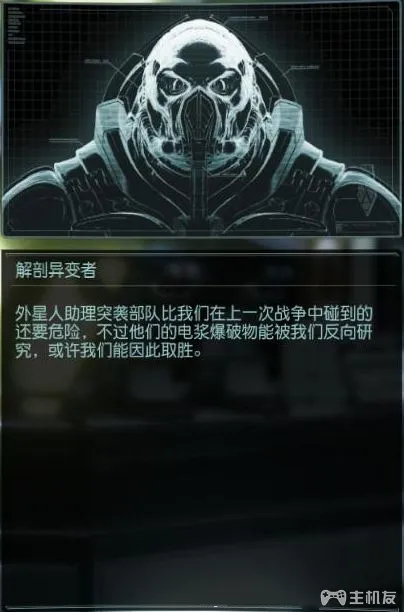 解剖异变者
外星人助理突袭部队比我们在上一次战争中碰到的
还要危险，不过他们的电浆爆破物能被我们反向研
究，或许我们能因此取胜。
主机友